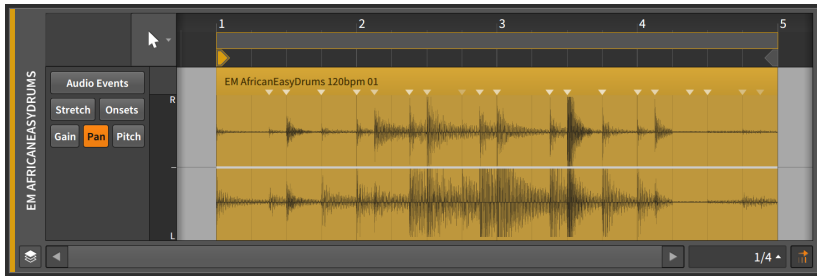 1 2 3 4 5
EM AFRICANEASYDRUMS
Audio Events
Stretch Onsets
Gain Pan Pitch
EM AfricanEasyDrums 120bpm 01
R
L
1/4